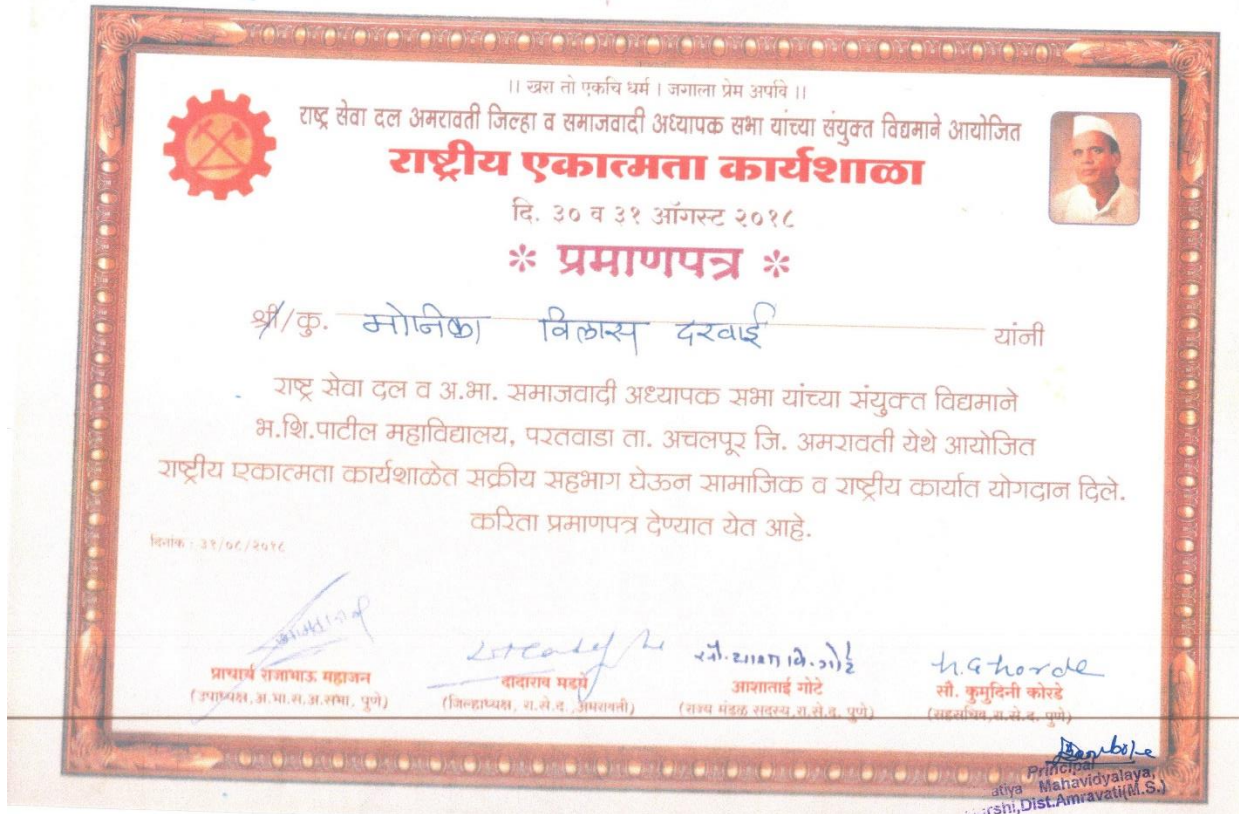 ।। खरा तो एकचि धर्म । जगाला प्रेम अर्पावे ।।
राष्ट्र सेवा दल अमरावती जिल्हा व समाजवादी अध्यापक सभा यांच्या संयुक्त विद्यमाने आयोजित
राष्ट्रीय एकात्मता कार्यशाळा
दि. ३० व ३१ ऑगस्ट २०१८
* प्रमाणपत्र *
श्री/कु. मोनिका विलास दरवाई यांनी
राष्ट्र सेवा दल व अ.भा. समाजवादी अध्यापक सभा यांच्या संयुक्त विद्यमाने
भ.शि.पाटील महाविद्यालय, परतवाडा ता. अचलपूर जि. अमरावती येथे आयोजित
राष्ट्रीय एकात्मता कार्यशाळेत सक्रीय सहभाग घेऊन सामाजिक व राष्ट्रीय कार्यात योगदान दिले.
करिता प्रमाणपत्र देण्यात येत आहे.
दिनांक : ३१/०८/२०१८
सौ. आशा वि. गोटे
प्राचार्य राजाभाऊ महाजन दादाराव आशाताई गोटे सौ. कुमुदिनी कोरडे
(उपाध्यक्ष, अ.भा.स.अ.सभा, पुणे) (जिल्हाध्यक्ष, रा.से.द., अमरावती) (राज्य मंडळ सदस्य, रा.से.द. पुणे) (सहसचिव, रा.से.द. पुणे)
Principal
Mahavidyalaya,
Dist.Amravati(M.S.)